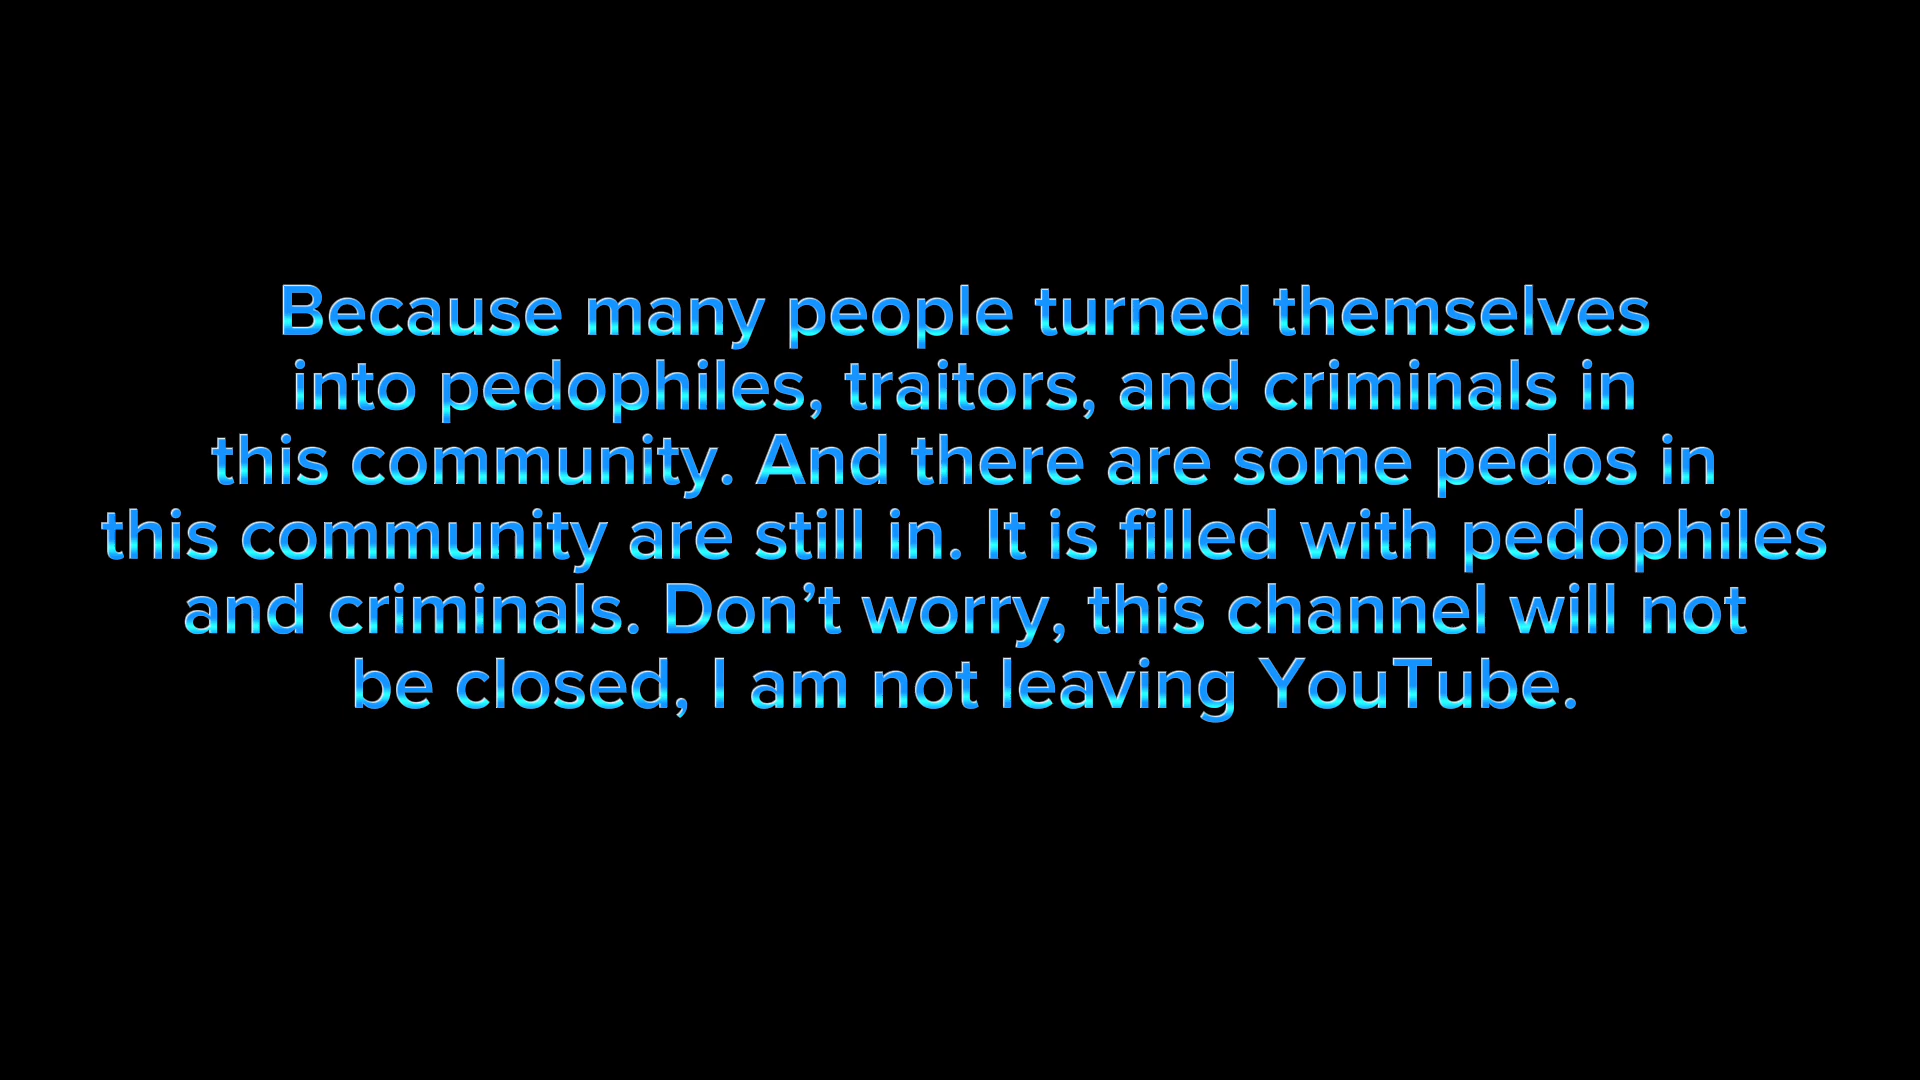 Because many people turned themselves
into pedophiles, traitors, and criminals in
this community. And there are some pedos in
this community are still in. It is filled with pedophiles
and criminals. Don’t worry, this channel will not
be closed, I am not leaving YouTube.